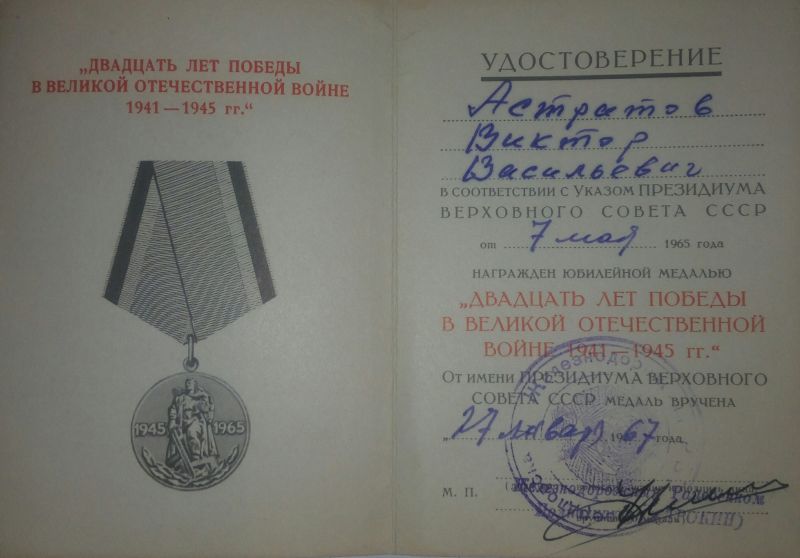 „ДВАДЦАТЬ ЛЕТ ПОБЕДЫ
В ВЕЛИКОЙ ОТЕЧЕСТВЕННОЙ ВОЙНЕ
1941 — 1945 гг.“
1945 1965
УДОСТОВЕРЕНИЕ
Астратов
Виктор
Васильевич
В СООТВЕТСТВИИ С УКАЗОМ ПРЕЗИДИУМА
ВЕРХОВНОГО СОВЕТА СССР
от 7 мая 1965 года
НАГРАЖДЕН ЮБИЛЕЙНОЙ МЕДАЛЬЮ
„ДВАДЦАТЬ ЛЕТ ПОБЕДЫ
В ВЕЛИКОЙ ОТЕЧЕСТВЕННОЙ
ВОЙНЕ 1941—1945 гг.“
От имени ПРЕЗИДИУМА ВЕРХОВНОГО
СОВЕТА СССР МЕДАЛЬ ВРУЧЕНА
„27 января 1967 года
М. П.